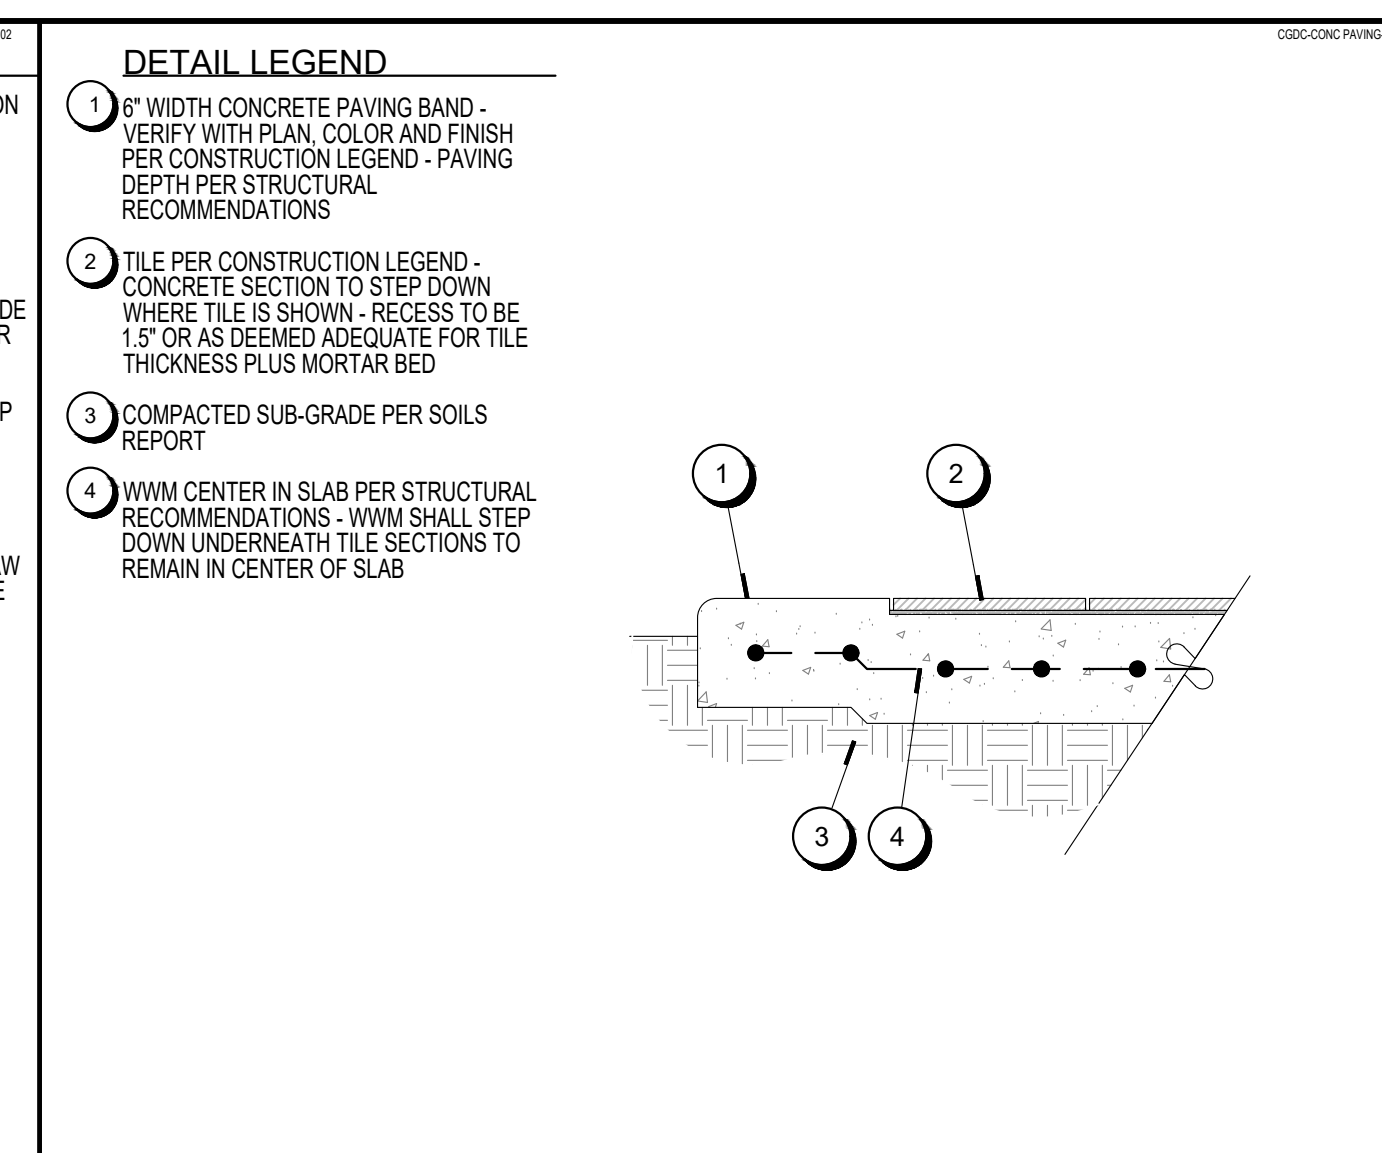 02
CGDC-CONC PAVING-
DETAIL LEGEND
1
6" WIDTH CONCRETE PAVING BAND -
VERIFY WITH PLAN, COLOR AND FINISH
PER CONSTRUCTION LEGEND - PAVING
DEPTH PER STRUCTURAL
RECOMMENDATIONS
2
TILE PER CONSTRUCTION LEGEND -
CONCRETE SECTION TO STEP DOWN
WHERE TILE IS SHOWN - RECESS TO BE
1.5" OR AS DEEMED ADEQUATE FOR TILE
THICKNESS PLUS MORTAR BED
3
COMPACTED SUB-GRADE PER SOILS
REPORT
4
WWM CENTER IN SLAB PER STRUCTURAL
RECOMMENDATIONS - WWM SHALL STEP
DOWN UNDERNEATH TILE SECTIONS TO
REMAIN IN CENTER OF SLAB
ON
DE
R
P
AW
E
1
2
3
4